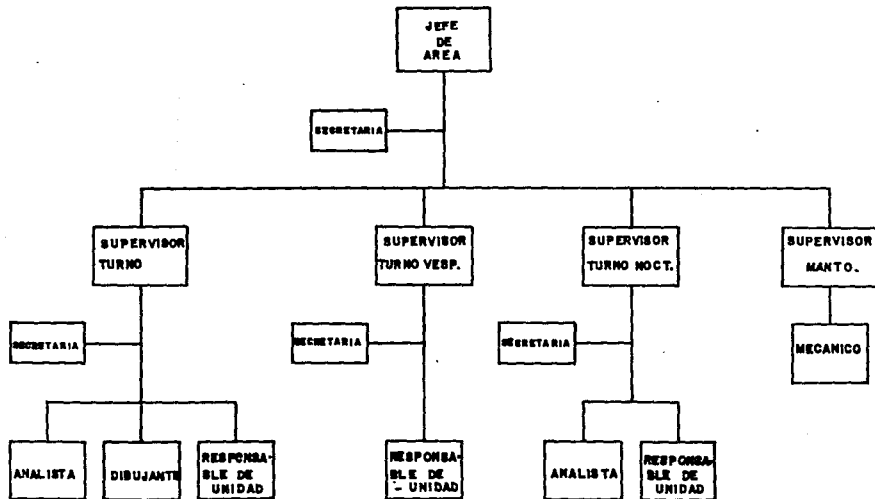 JEFE
DE
AREA
SECRETARIA
SUPERVISOR
TURNO
SUPERVISOR
TURNO VESP.
SUPERVISOR
TURNO NOCT.
SUPERVISOR
MANTO.
SECRETARIA
SECRETARIA
SECRETARIA
MECANICO
ANALISTA
DIBUJANTE
RESPONSA-
BLE DE
UNIDAD
RESPONSA-
BLE DE
- UNIDAD
ANALISTA
RESPONSA-
BLE DE
UNIDAD